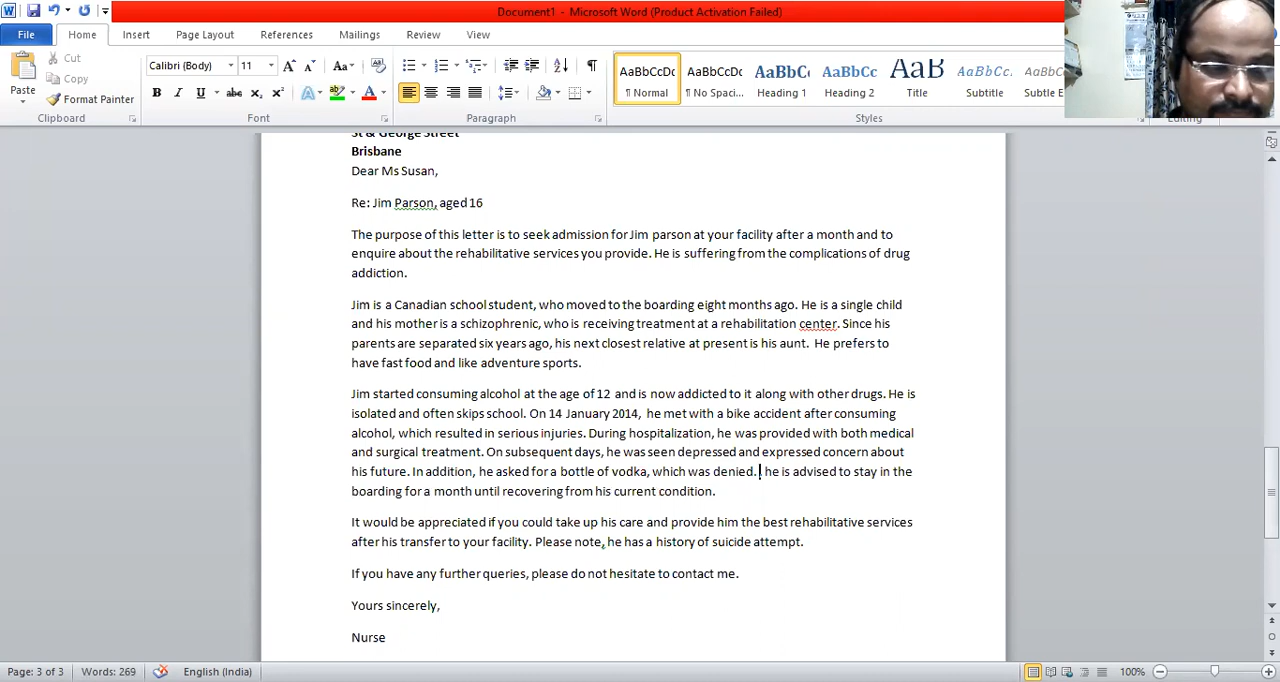 Document1 - Microsoft Word (Product Activation Failed)
File Home Insert Page Layout References Mailings Review View
Cut
Copy
Format Painter
Paste
Calibri (Body) 11
AaBbCcDc AaBbCcDc AaBbCc AaBbCc AaB AaBbCc. AaBbCc
¶ Normal ¶ No Spaci... Heading 1 Heading 2 Title Subtitle Subtle E
Clipboard Font Paragraph Styles Editing
St & George Street
Brisbane
Dear Ms Susan,
Re: Jim Parson, aged 16
The purpose of this letter is to seek admission for Jim parson at your facility after a month and to
enquire about the rehabilitative services you provide. He is suffering from the complications of drug
addiction.
Jim is a Canadian school student, who moved to the boarding eight months ago. He is a single child
and his mother is a schizophrenic, who is receiving treatment at a rehabilitation center. Since his
parents are separated six years ago, his next closest relative at present is his aunt. He prefers to
have fast food and like adventure sports.
Jim started consuming alcohol at the age of 12 and is now addicted to it along with other drugs. He is
isolated and often skips school. On 14 January 2014, he met with a bike accident after consuming
alcohol, which resulted in serious injuries. During hospitalization, he was provided with both medical
and surgical treatment. On subsequent days, he was seen depressed and expressed concern about
his future. In addition, he asked for a bottle of vodka, which was denied. he is advised to stay in the
boarding for a month until recovering from his current condition.
It would be appreciated if you could take up his care and provide him the best rehabilitative services
after his transfer to your facility. Please note, he has a history of suicide attempt.
If you have any further queries, please do not hesitate to contact me.
Yours sincerely,
Nurse
Page: 3 of 3 Words: 269 English (India) 100%